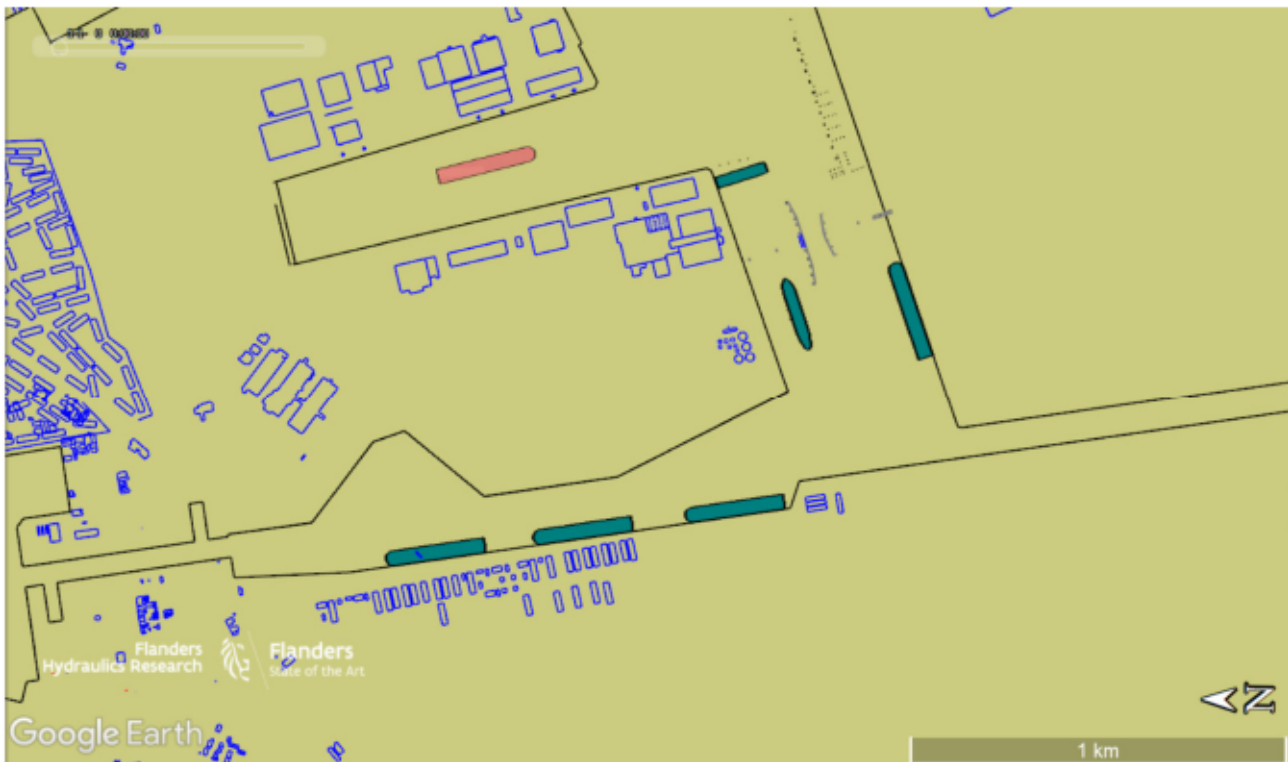 Flanders
Hydraulics Research
Flanders
State of the Art
Google Earth
N
1 km